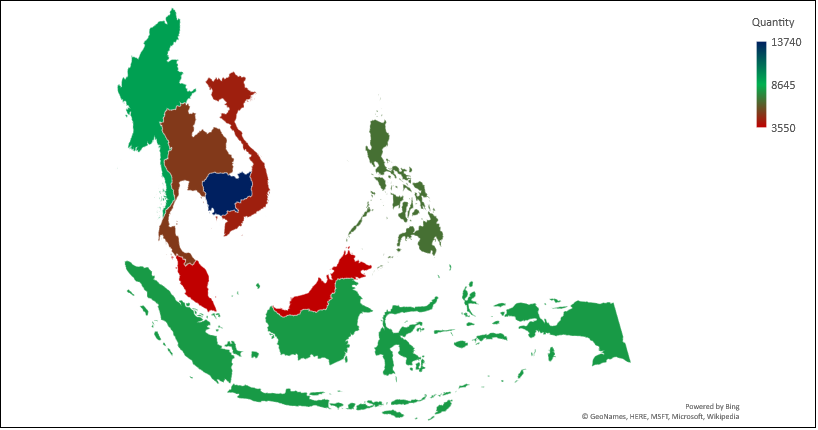 Quantity
13740
8645
3550
Powered by Bing
© GeoNames, HERE, MSFT, Microsoft, Wikipedia